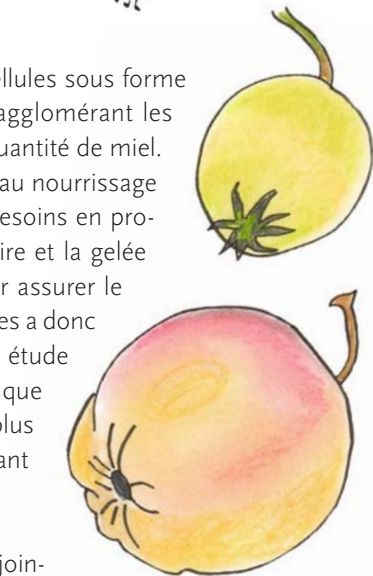 ellules sous forme
agglomérant les
uantité de miel.
au nourrissage
esoins en pro-
ire et la gelée
r assurer le
es a donc
étude
que
plus
ant
join-